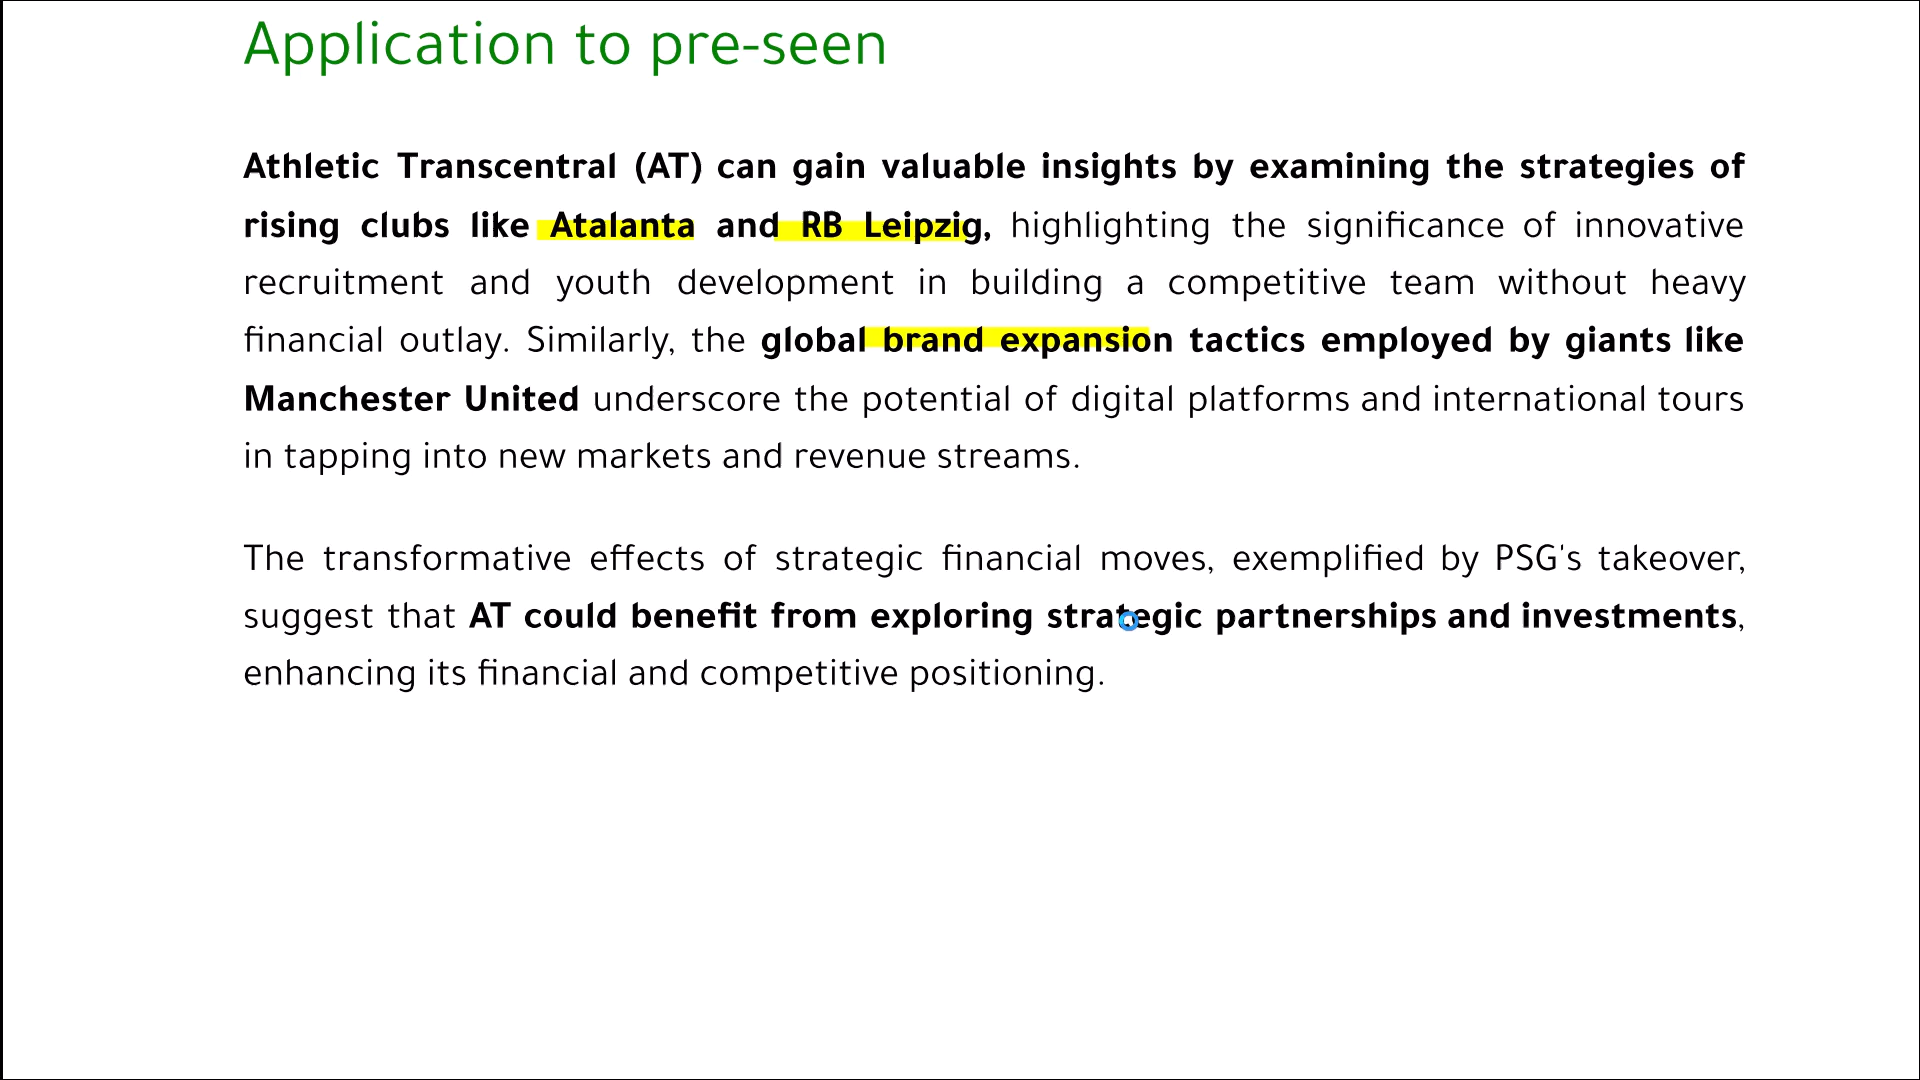 Application to pre-seen
Athletic Transcentral (AT) can gain valuable insights by examining the strategies of
rising clubs like Atalanta and RB Leipzig, highlighting the significance of innovative
recruitment and youth development in building a competitive team without heavy
financial outlay. Similarly, the global brand expansion tactics employed by giants like
Manchester United underscore the potential of digital platforms and international tours
in tapping into new markets and revenue streams.
The transformative effects of strategic financial moves, exemplified by PSG's takeover,
suggest that AT could benefit from exploring strategic partnerships and investments,
enhancing its financial and competitive positioning.